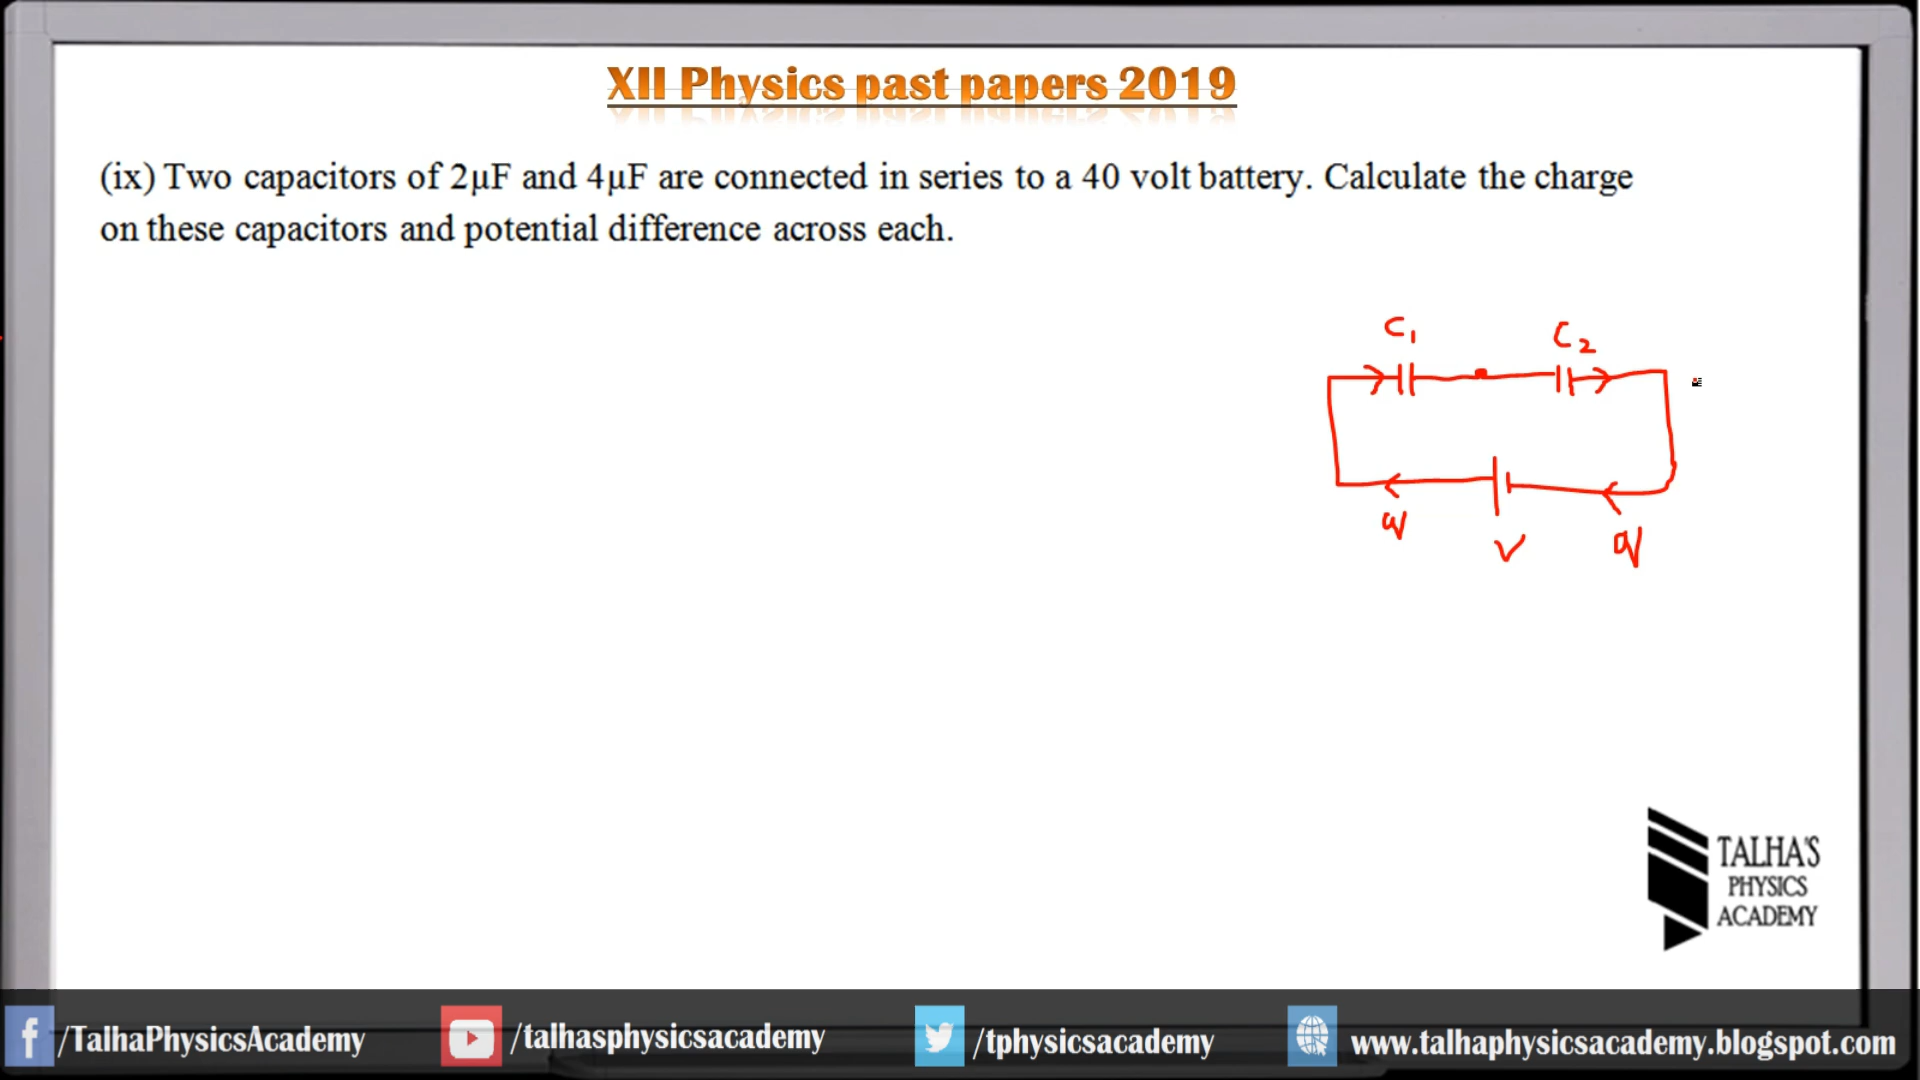 XII Physics past papers 2019
(ix) Two capacitors of 2µF and 4µF are connected in series to a 40 volt battery. Calculate the charge
on these capacitors and potential difference across each.
C₁
C₂
q
V
q
TALHA'S
PHYSICS
ACADEMY
/TalhaPhysicsAcademy
/talhasphysicsacademy
/tphysicsacademy
www.talhaphysicsacademy.blogspot.com